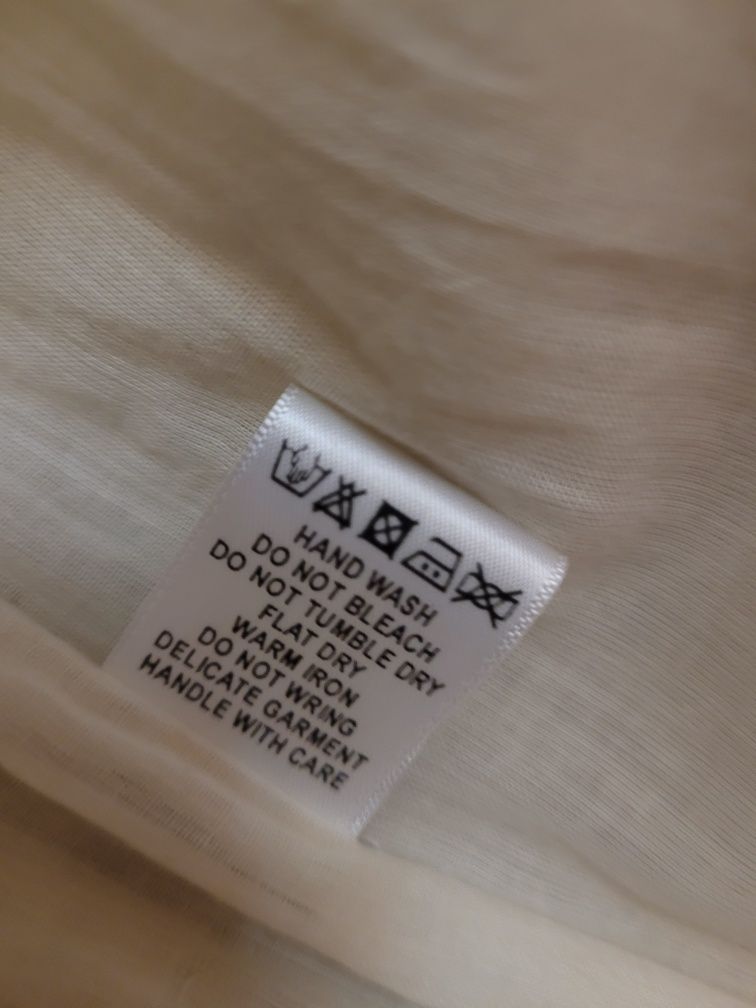 HAND WASH
DO NOT BLEACH
DO NOT TUMBLE DRY
FLAT DRY
WARM IRON
DO NOT WRING
DELICATE GARMENT
HANDLE WITH CARE